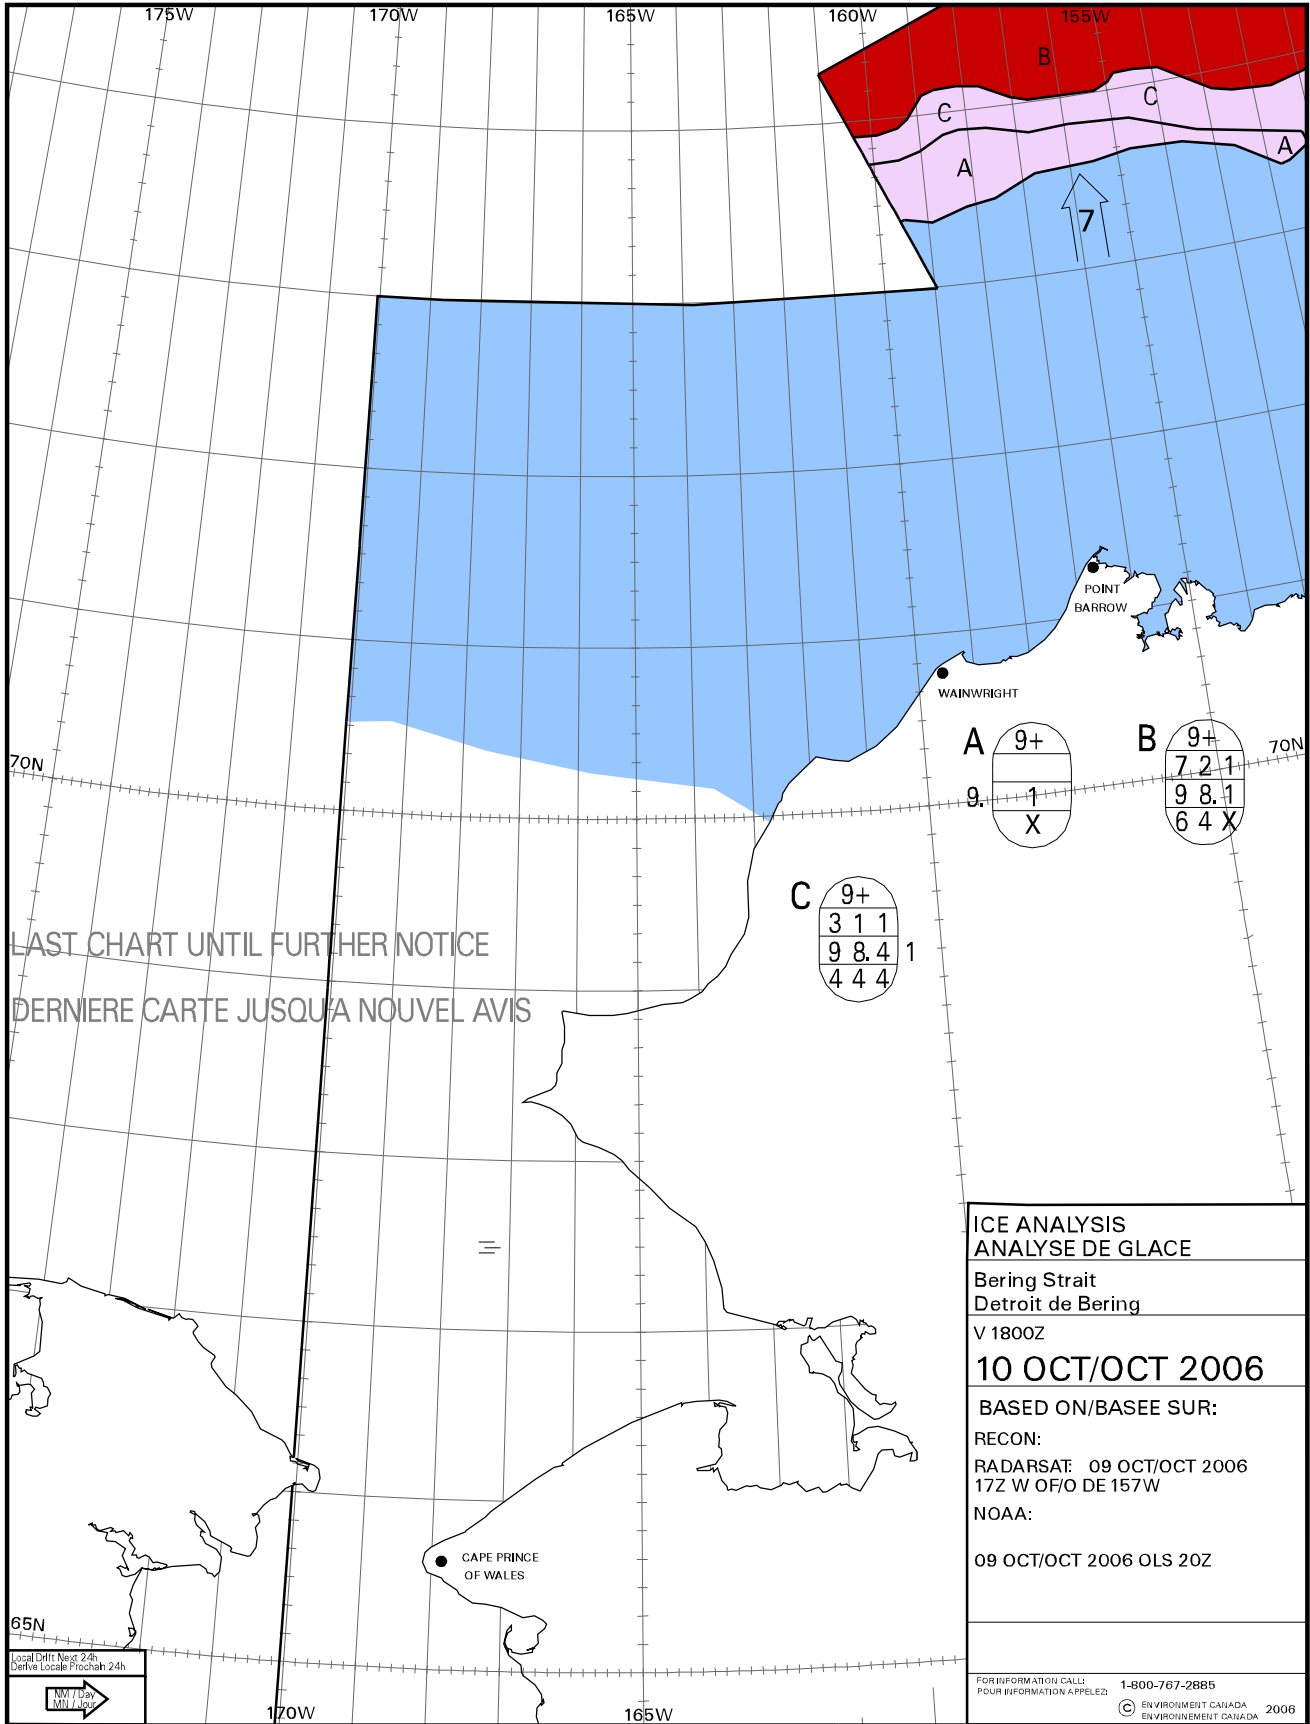 175W 170W 165W 160W 155W
B
C C
A A
7
POINT
BARROW
WAINWRIGHT
70N 70N
A 9+
9. 1
X
B 9+
7 2 1
9 8. 1
6 4 X
C 9+
3 1 1
9 8. 4 1
4 4 4
LAST CHART UNTIL FURTHER NOTICE
DERNIERE CARTE JUSQU'A NOUVEL AVIS
CAPE PRINCE
OF WALES
65N
Local Drift Next 24h
Derive Locale Prochain 24h
NM / Day
MN / Jour
170W 165W
ICE ANALYSIS
ANALYSE DE GLACE
Bering Strait
Detroit de Bering
V 1800Z
10 OCT/OCT 2006
BASED ON/BASEE SUR:
RECON:
RADARSAT: 09 OCT/OCT 2006
17Z W OF/O DE 157W
NOAA:
09 OCT/OCT 2006 OLS 20Z
FOR INFORMATION CALL:
POUR INFORMATION APPELEZ: 1-800-767-2885
© ENVIRONMENT CANADA
ENVIRONNEMENT CANADA 2006